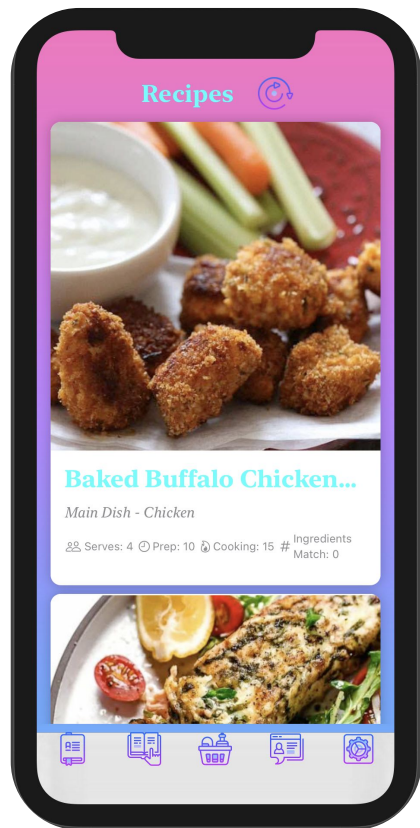 Recipes
Baked Buffalo Chicken...
Main Dish - Chicken
Serves: 4 Prep: 10 Cooking: 15 # Ingredients
Match: 0